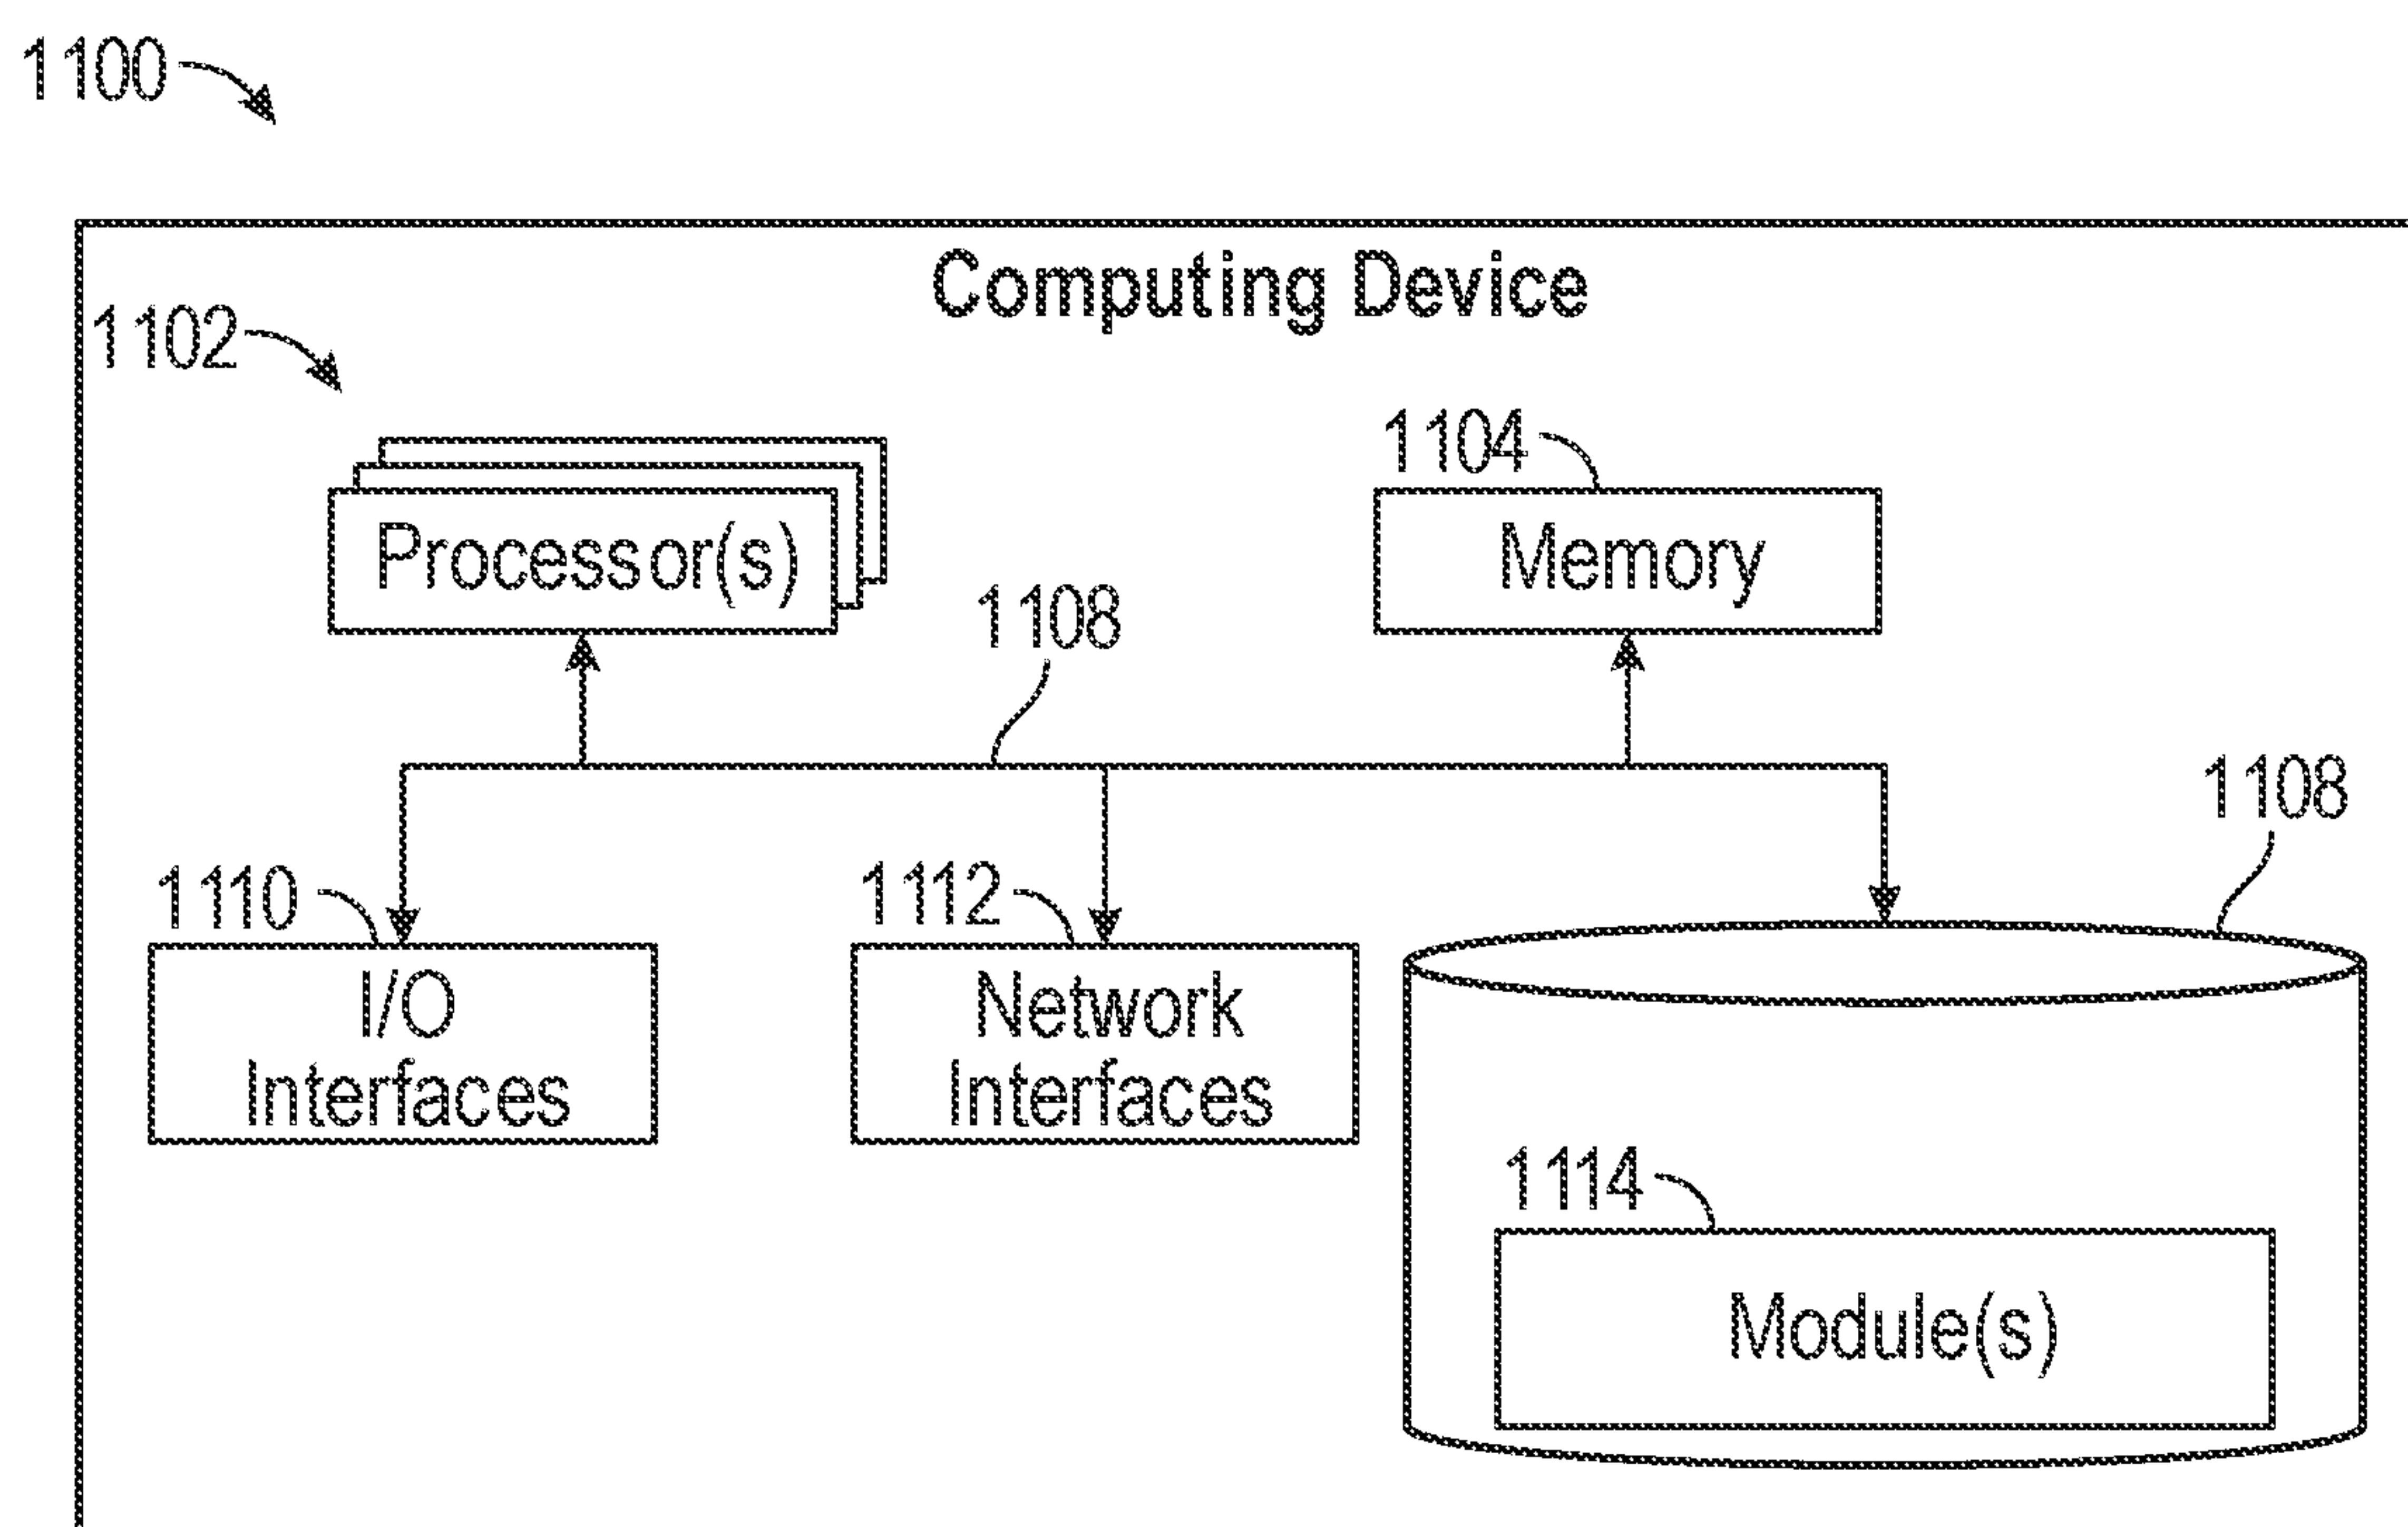 1100
Computing Device
1102
1104
Processor(s)
Memory
1108
1108
1110
1112
I/O
Interfaces
Network
Interfaces
1114
Module(s)